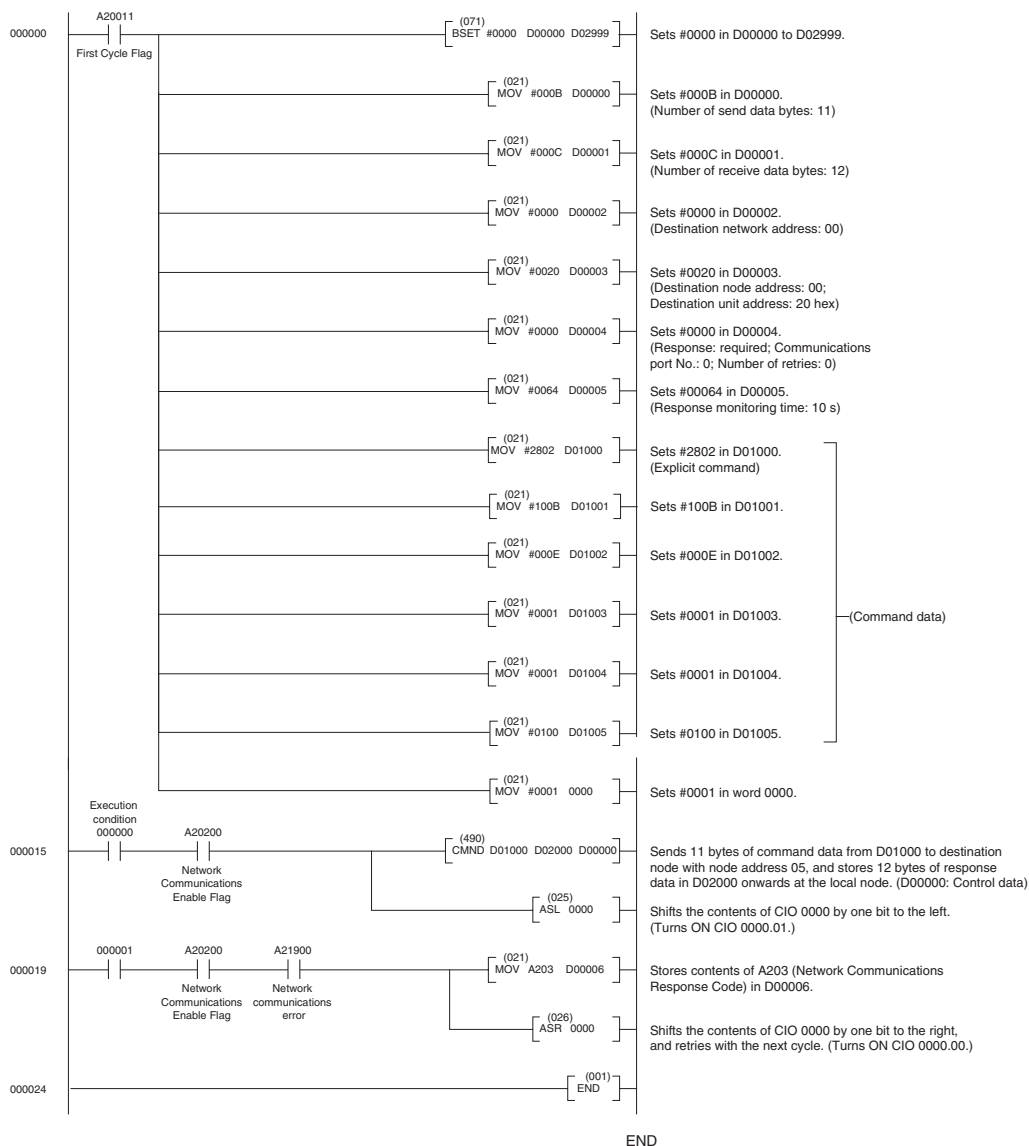 A20011
000000
First Cycle Flag
(071)
BSET #0000 D00000 D02999
Sets #0000 in D00000 to D02999.
(021)
MOV #000B D00000
Sets #000B in D00000.
(Number of send data bytes: 11)
(021)
MOV #000C D00001
Sets #000C in D00001.
(Number of receive data bytes: 12)
(021)
MOV #0000 D00002
Sets #0000 in D00002.
(Destination network address: 00)
(021)
MOV #0020 D00003
Sets #0020 in D00003.
(Destination node address: 00;
Destination unit address: 20 hex)
(021)
MOV #0000 D00004
Sets #0000 in D00004.
(Response: required; Communications
port No.: 0; Number of retries: 0)
(021)
MOV #0064 D00005
Sets #00064 in D00005.
(Response monitoring time: 10 s)
(021)
MOV #2802 D01000
Sets #2802 in D01000.
(Explicit command)
(021)
MOV #100B D01001
Sets #100B in D01001.
(021)
MOV #000E D01002
Sets #000E in D01002.
(021)
MOV #0001 D01003
Sets #0001 in D01003.
(Command data)
(021)
MOV #0001 D01004
Sets #0001 in D01004.
(021)
MOV #0100 D01005
Sets #0100 in D01005.
(021)
MOV #0001 0000
Sets #0001 in word 0000.
Execution
condition
000000
A20200
000015
Network
Communications
Enable Flag
(490)
CMND D01000 D02000 D00000
Sends 11 bytes of command data from D01000 to destination
node with node address 05, and stores 12 bytes of response
data in D02000 onwards at the local node. (D00000: Control data)
(025)
ASL 0000
Shifts the contents of CIO 0000 by one bit to the left.
(Turns ON CIO 0000.01.)
000001
A20200
A21900
000019
Network
Communications
Enable Flag
Network
communications
error
(021)
MOV A203 D00006
Stores contents of A203 (Network Communications
Response Code) in D00006.
(026)
ASR 0000
Shifts the contents of CIO 0000 by one bit to the right,
and retries with the next cycle. (Turns ON CIO 0000.00.)
000024
(001)
END
END